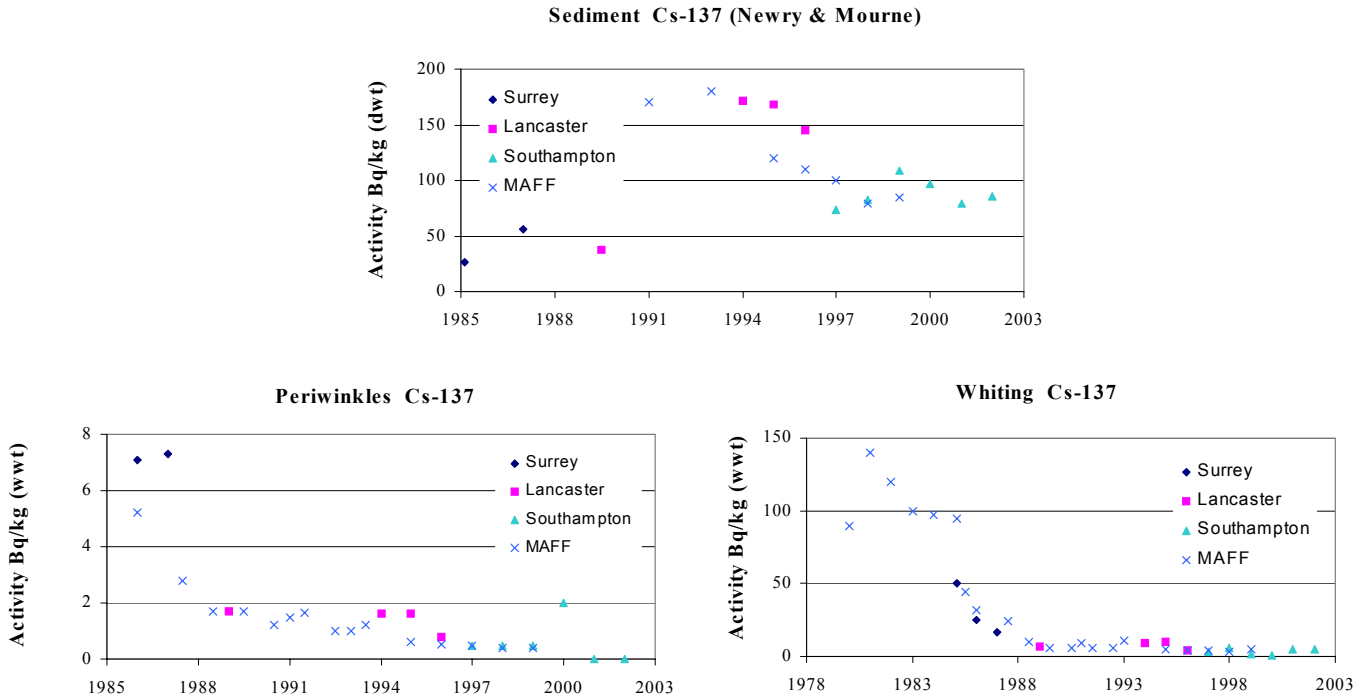 Sediment Cs-137 (Newry & Mourne)
Activity Bq/kg (dwt)
200
150
100
50
0
Surrey
Lancaster
Southampton
MAFF
1985 1988 1991 1994 1997 2000 2003
Periwinkles Cs-137
Activity Bq/kg (wwt)
8
6
4
2
0
Surrey
Lancaster
Southampton
MAFF
1985 1988 1991 1994 1997 2000 2003
Whiting Cs-137
Activity Bq/kg (wwt)
150
100
50
0
Surrey
Lancaster
Southampton
MAFF
1978 1983 1988 1993 1998 2003